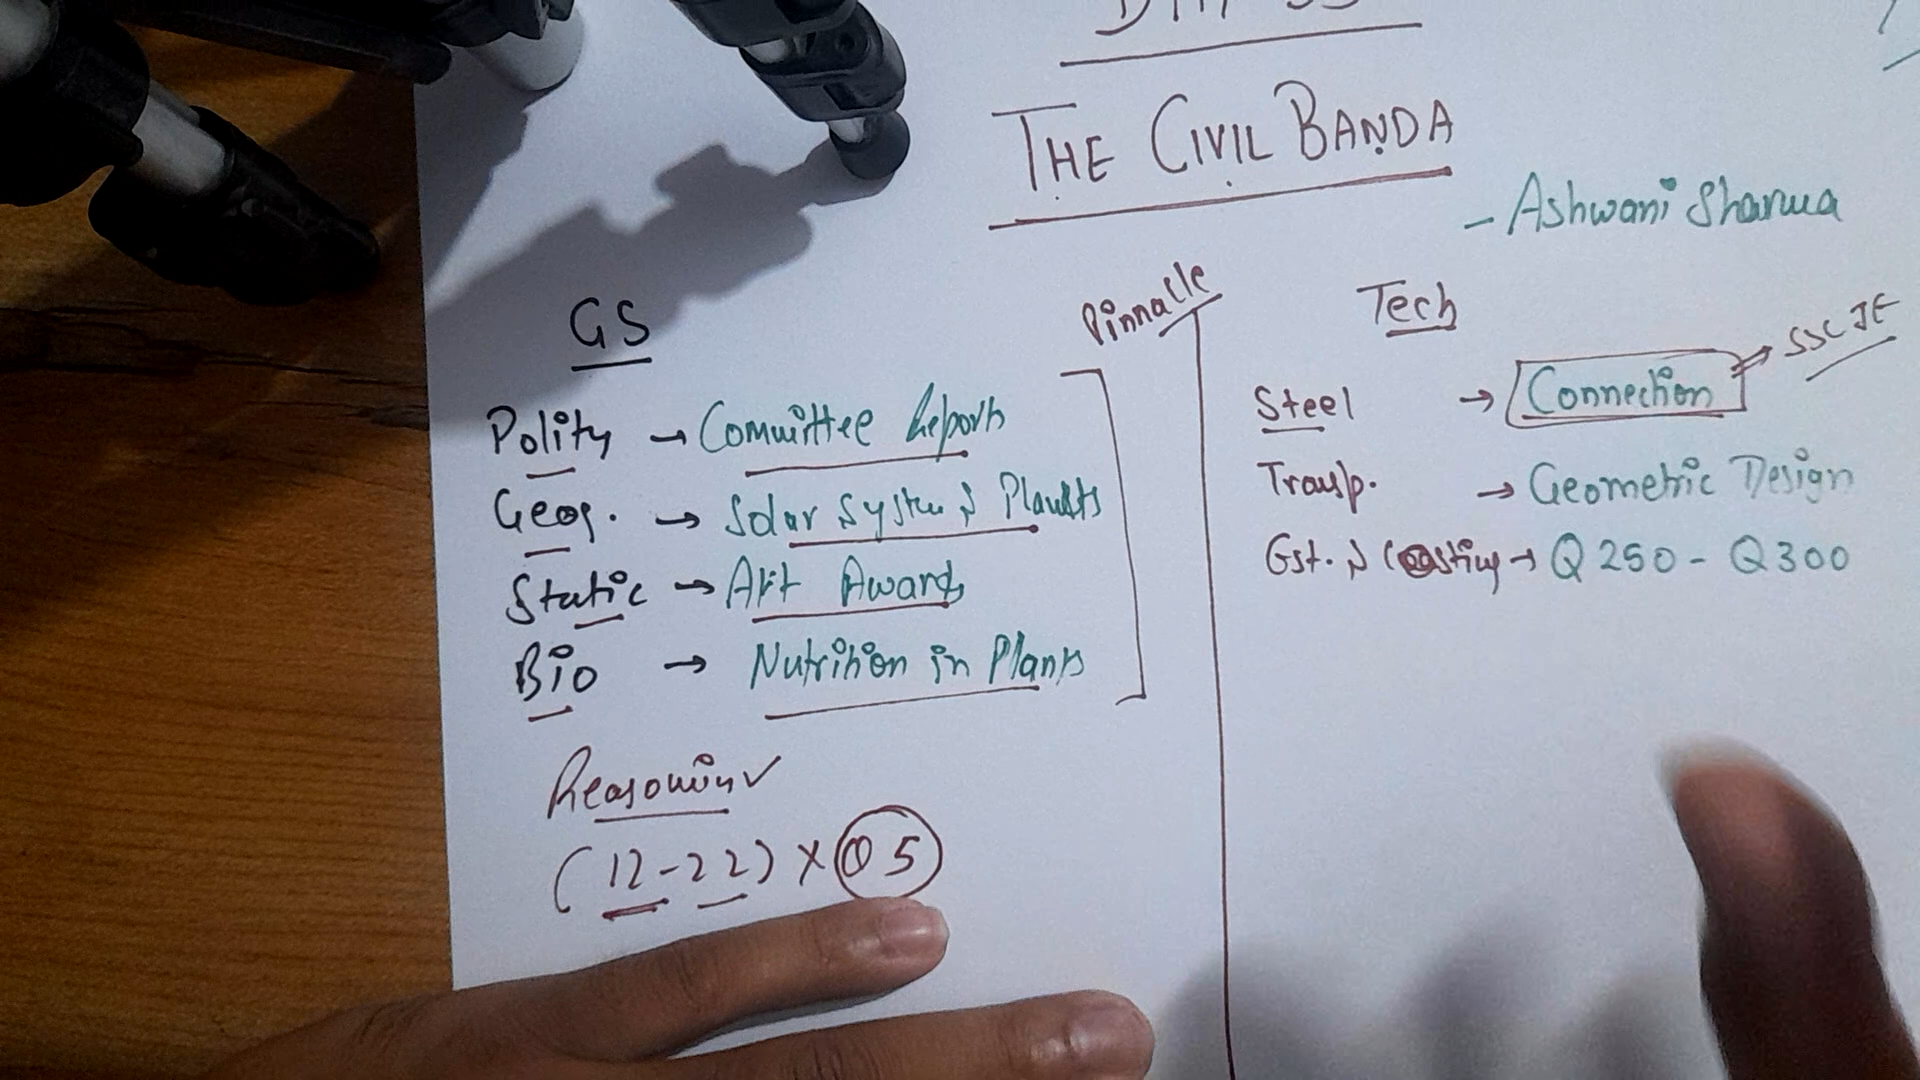 THE CIVIL BANDA
- Ashwani Sharma
GS
Pinnacle
Polity → Committee Reports
Geog. → Solar System & Planets
Static → Art Awards
Bio → Nutrition in Plants
Reasoning
(12-22) × 05
Tech
Steel → Connection → SSC JE
Transp. → Geometric Design
Est. & Costing → Q 250 - Q 300